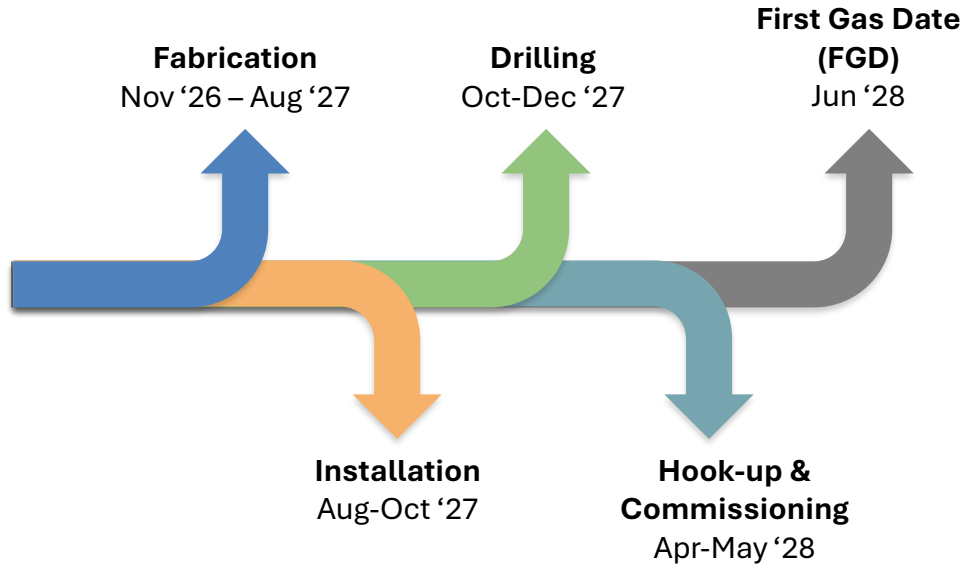 Fabrication
Nov ‘26 – Aug ‘27
Drilling
Oct-Dec ‘27
First Gas Date
(FGD)
Jun ‘28
Installation
Aug-Oct ‘27
Hook-up &
Commissioning
Apr-May ‘28